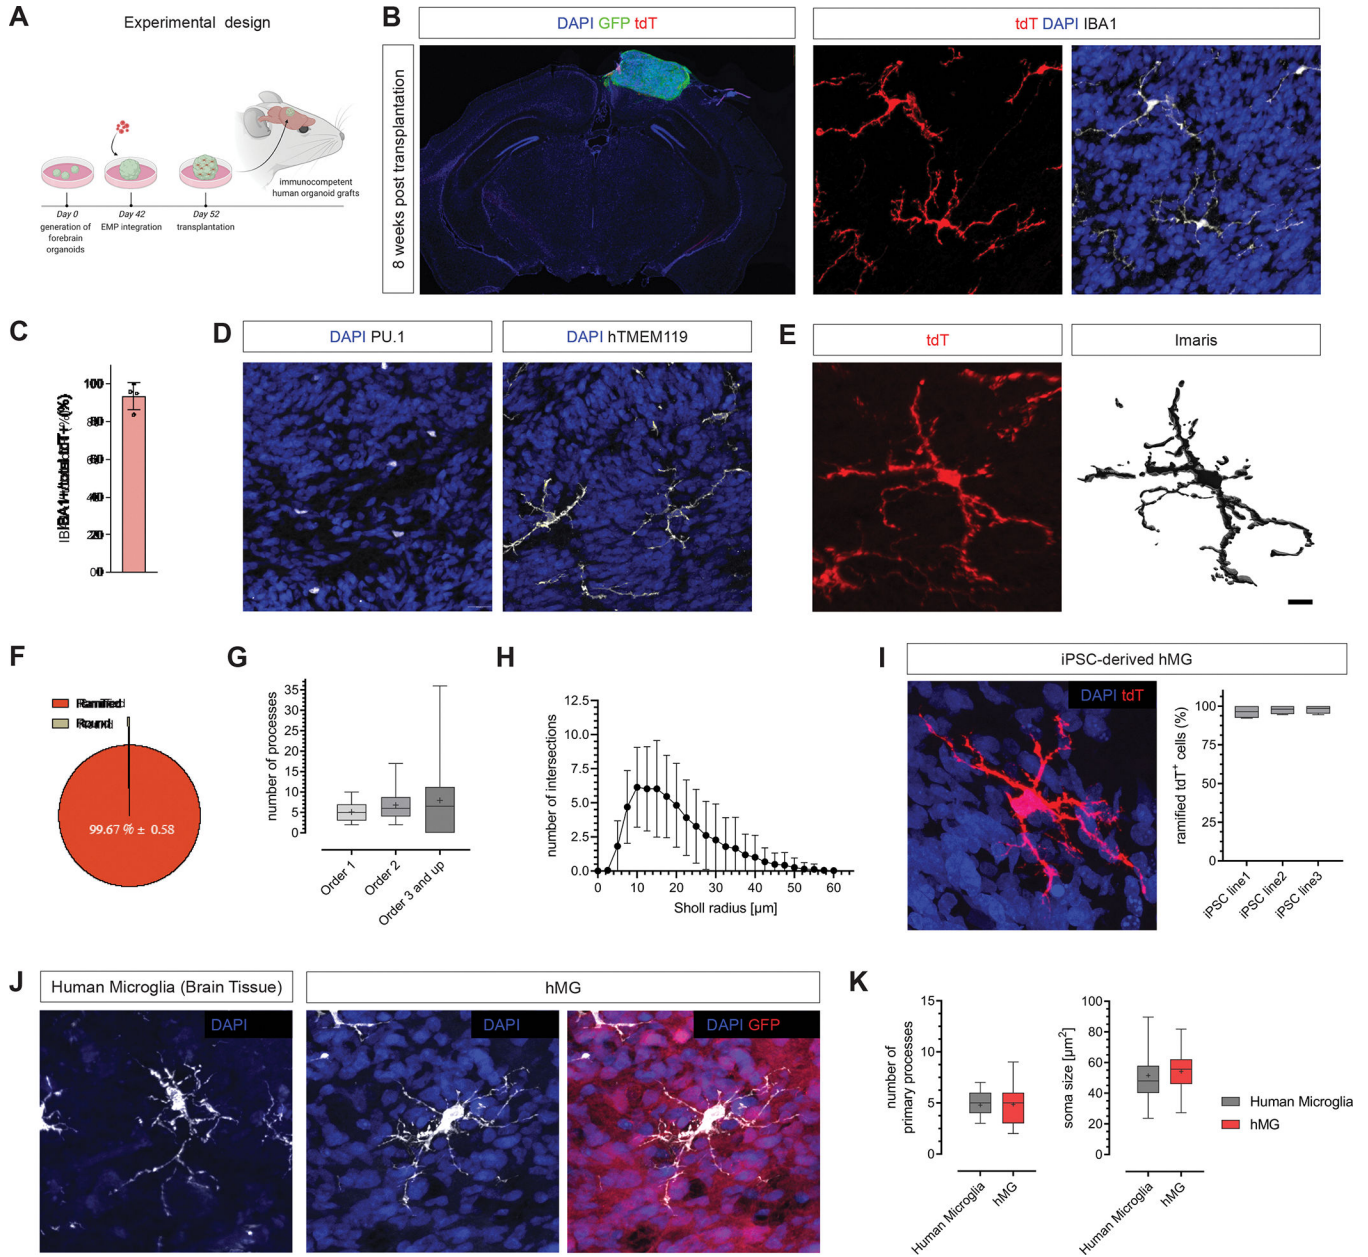 A
Experimental design
Day 0
generation of
forebrain
organoids
Day 42
EMP integration
Day 52
transplantation
immunocompetent
human organoid grafts
B
DAPI GFP tdT
tdT DAPI IBA1
8 weeks post transplantation
C
IBA1+/total tdT+ (%)
100
80
60
40
20
0
D
DAPI PU.1
DAPI hTMEM119
E
tdT
Imaris
F
Ramified
Round
99.67 % ± 0.58
G
number of processes
35
30
25
20
15
10
5
0
Order 1
Order 2
Order 3 and up
H
number of intersections
12.5
10.0
7.5
5.0
2.5
0.0
0
10
20
30
40
50
60
Sholl radius [µm]
I
iPSC-derived hMG
DAPI tdT
ramified tdT+ cells (%)
100
75
50
25
0
iPSC line1
iPSC line2
iPSC line3
J
Human Microglia (Brain Tissue)
hMG
DAPI
DAPI
DAPI GFP
K
number of
primary processes
15
10
5
0
Human Microglia
hMG
soma size [µm2]
100
80
60
40
20
0
Human Microglia
hMG
Human Microglia
hMG